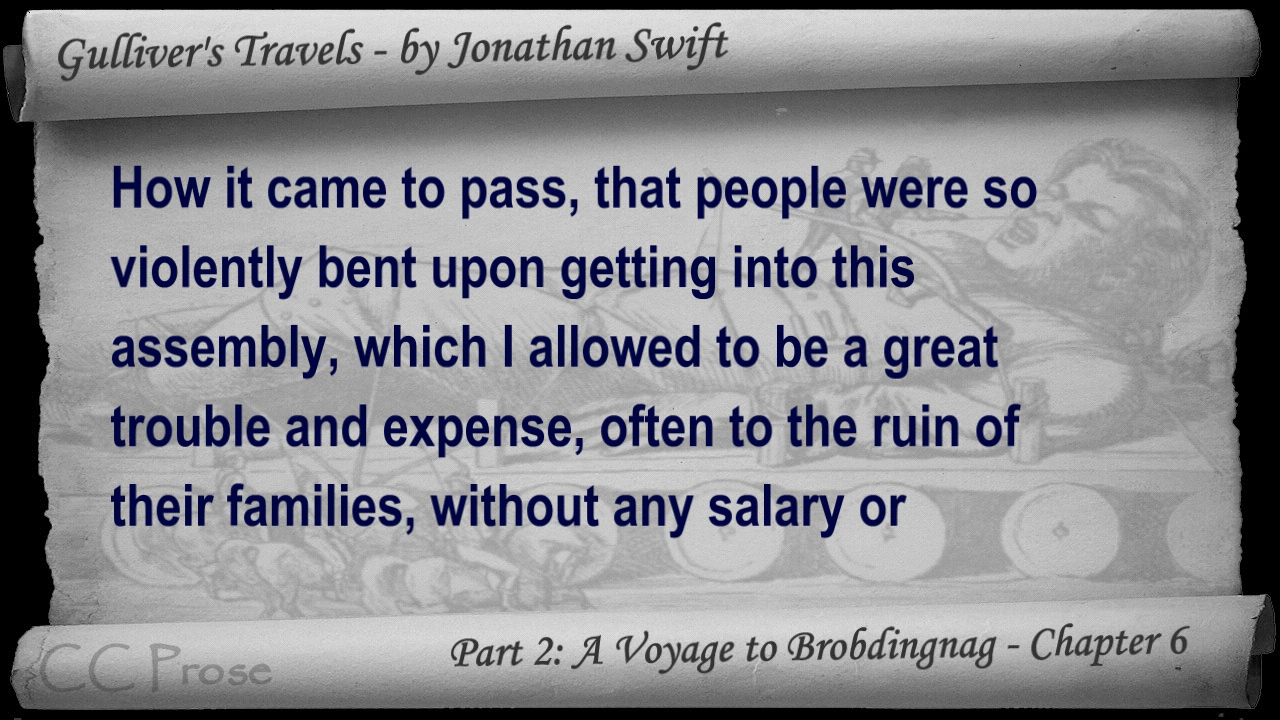 Gulliver's Travels - by Jonathan Swift
How it came to pass, that people were so
violently bent upon getting into this
assembly, which I allowed to be a great
trouble and expense, often to the ruin of
their families, without any salary or
Part 2: A Voyage to Brobdingnag - Chapter 6
CC Prose